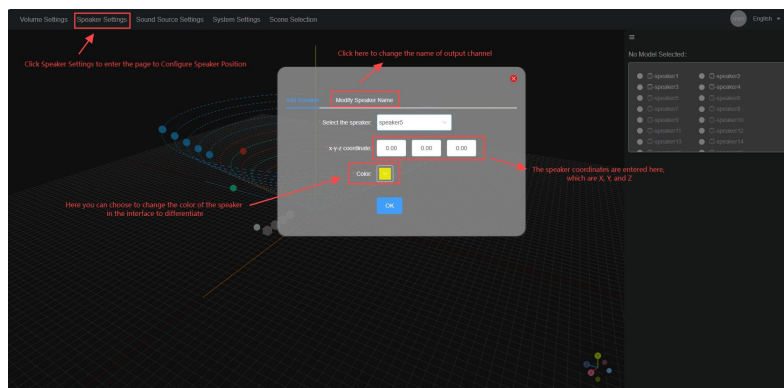 Volume Settings Speaker Settings Sound Source Settings System Settings Scene Selection English
Click Speaker Settings to enter the page to Configure Speaker Position
Click here to change the name of output channel
No Model Selected:
speaker1 speaker2
speaker3 speaker4
speaker5 speaker6
speaker7 speaker8
speaker9 speaker10
speaker11 speaker12
speaker13 speaker14
Add Speaker Modify Speaker Name
Select the speaker: speaker5
x-y-z coordinate 0.00 0.00 0.00
Color:
OK
The speaker coordinates are entered here,
which are X, Y, and Z
Here you can choose to change the color of the speaker
in the interface to differentiate
Y